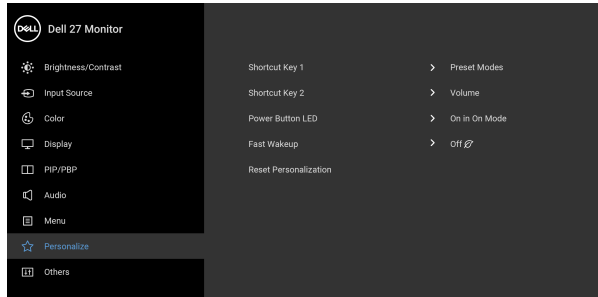 DELL Dell 27 Monitor
Brightness/Contrast
Input Source
Color
Display
PIP/PBP
Audio
Menu
Personalize
Others
Shortcut Key 1 Preset Modes
Shortcut Key 2 Volume
Power Button LED On in On Mode
Fast Wakeup Off
Reset Personalization